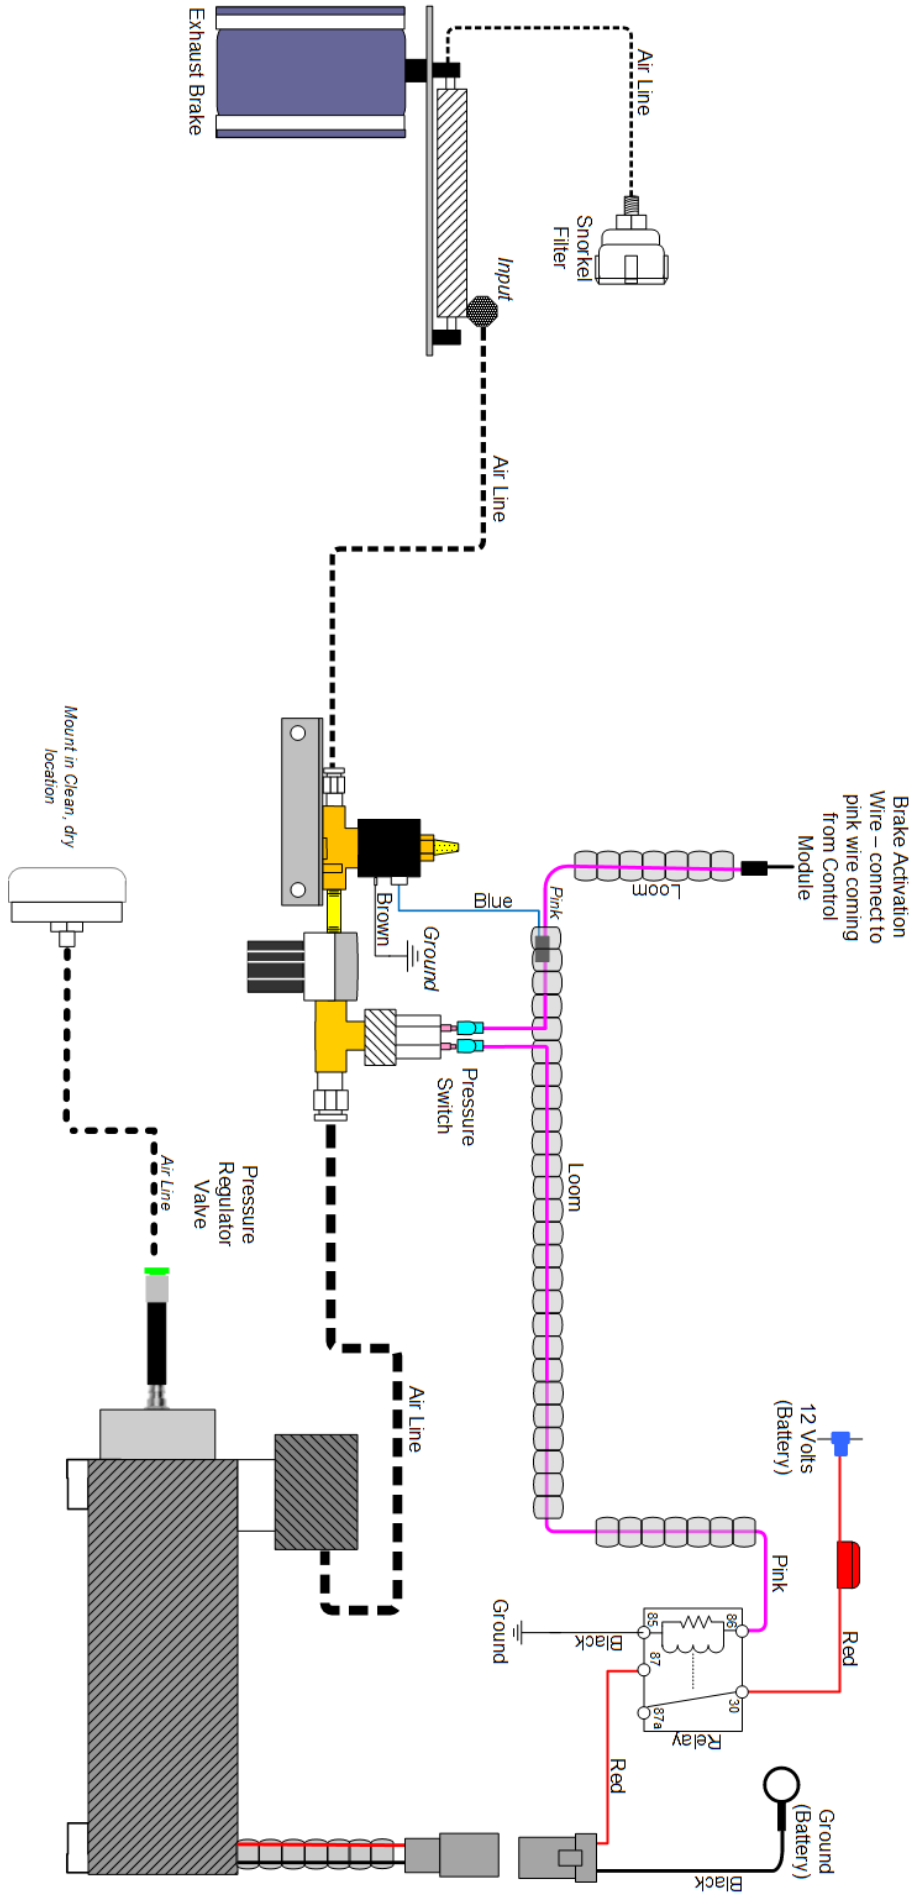 Exhaust Brake
Air Line
Snorkel
Filter
Input
Air Line
Mount in Clean, dry
location
Brake Activation
Wire – connect to
pink wire coming
from Control
Module
Loom
Pink
Blue
Brown
Ground
Pressure
Switch
Loom
Air Line
Pressure
Regulator
Valve
Air Line
12 Volts
(Battery)
Pink
Red
Ground
Black
86
85
87
30
87a
Relay
Red
Ground
(Battery)
Black